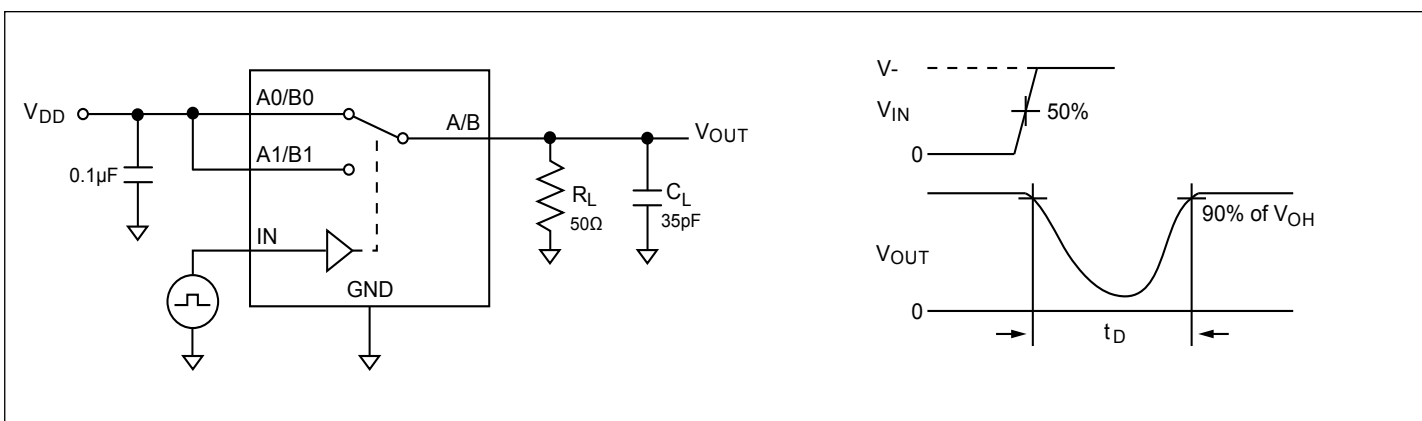 VDD
0.1µF
A0/B0
A1/B1
IN
GND
A/B
VOUT
RL
50Ω
CL
35pF
V-
VIN
50%
0
90% of VOH
VOUT
0
tD